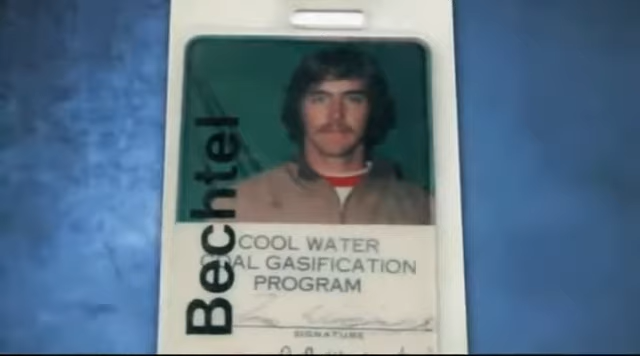 Bechtel
COOL WATER
COAL GASIFICATION
PROGRAM
SIGNATURE